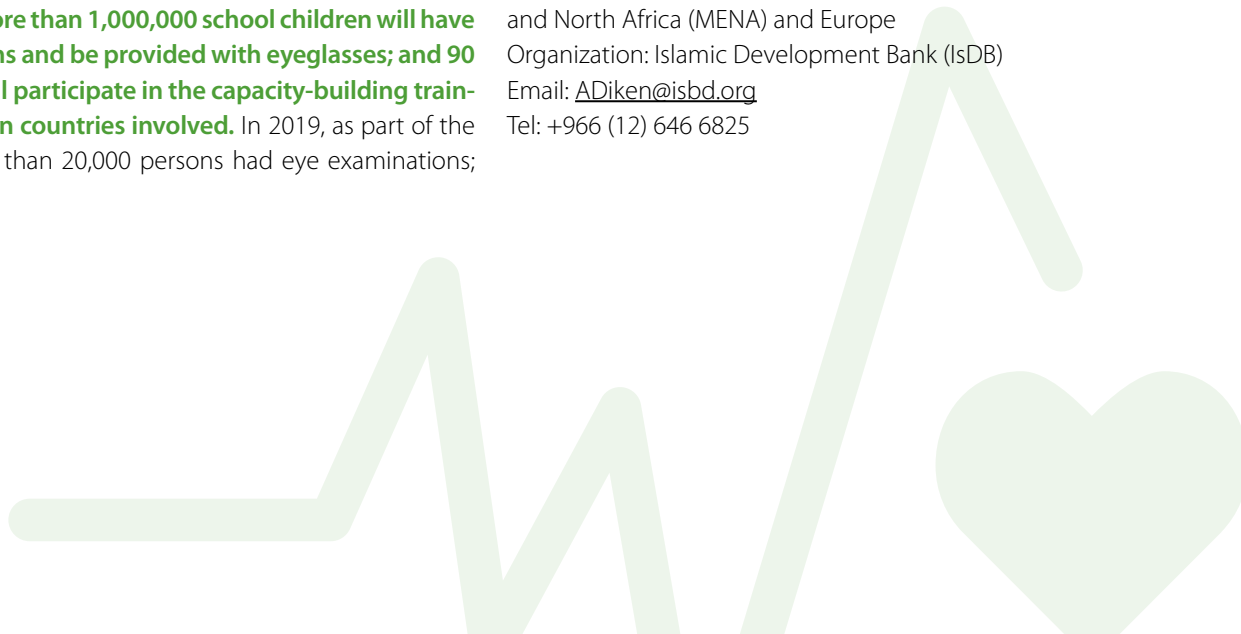 ore than 1,000,000 school children will have
ns and be provided with eyeglasses; and 90
l participate in the capacity-building train-
n countries involved. In 2019, as part of the
than 20,000 persons had eye examinations;
and North Africa (MENA) and Europe
Organization: Islamic Development Bank (IsDB)
Email: ADiken@isbd.org
Tel: +966 (12) 646 6825